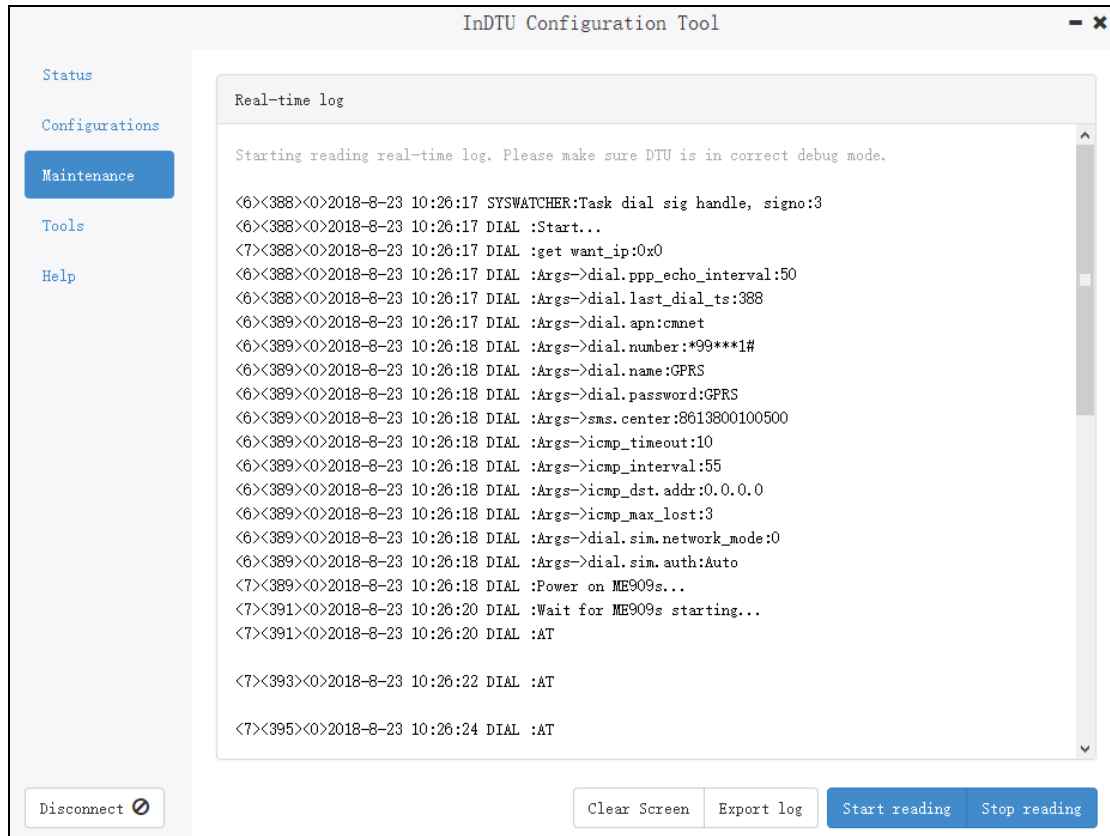 InDTU Configuration Tool
Status
Configurations
Maintenance
Tools
Help
Real-time log
Starting reading real-time log. Please make sure DTU is in correct debug mode.
<6><388><0>2018-8-23 10:26:17 SYSWATCHER:Task dial sig handle, signo:3
<6><388><0>2018-8-23 10:26:17 DIAL :Start...
<7><388><0>2018-8-23 10:26:17 DIAL :get want_ip:0x0
<6><388><0>2018-8-23 10:26:17 DIAL :Args->dial.ppp_echo_interval:50
<6><388><0>2018-8-23 10:26:17 DIAL :Args->dial.last_dial_ts:388
<6><389><0>2018-8-23 10:26:17 DIAL :Args->dial.apn:cmnet
<6><389><0>2018-8-23 10:26:18 DIAL :Args->dial.number:*99***1#
<6><389><0>2018-8-23 10:26:18 DIAL :Args->dial.name:GPRS
<6><389><0>2018-8-23 10:26:18 DIAL :Args->dial.password:GPRS
<6><389><0>2018-8-23 10:26:18 DIAL :Args->sms.center:8613800100500
<6><389><0>2018-8-23 10:26:18 DIAL :Args->icmp_timeout:10
<6><389><0>2018-8-23 10:26:18 DIAL :Args->icmp_interval:55
<6><389><0>2018-8-23 10:26:18 DIAL :Args->icmp_dst.addr:0.0.0.0
<6><389><0>2018-8-23 10:26:18 DIAL :Args->icmp_max_lost:3
<6><389><0>2018-8-23 10:26:18 DIAL :Args->dial.sim.network_mode:0
<6><389><0>2018-8-23 10:26:18 DIAL :Args->dial.sim.auth:Auto
<7><389><0>2018-8-23 10:26:18 DIAL :Power on ME909s...
<7><391><0>2018-8-23 10:26:20 DIAL :Wait for ME909s starting...
<7><391><0>2018-8-23 10:26:20 DIAL :AT
<7><393><0>2018-8-23 10:26:22 DIAL :AT
<7><395><0>2018-8-23 10:26:24 DIAL :AT
Disconnect
Clear Screen
Export log
Start reading
Stop reading